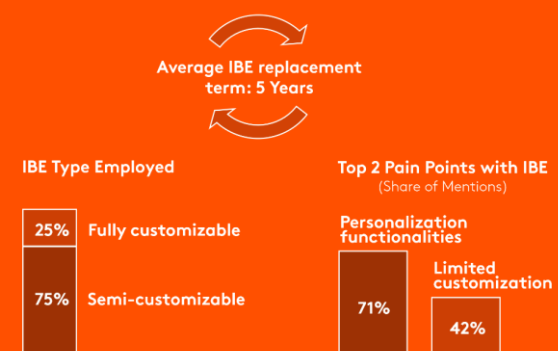 Average IBE replacement
term: 5 Years
IBE Type Employed
25% Fully customizable
75% Semi-customizable
Top 2 Pain Points with IBE
(Share of Mentions)
Personalization
functionalities
71%
Limited
customization
42%